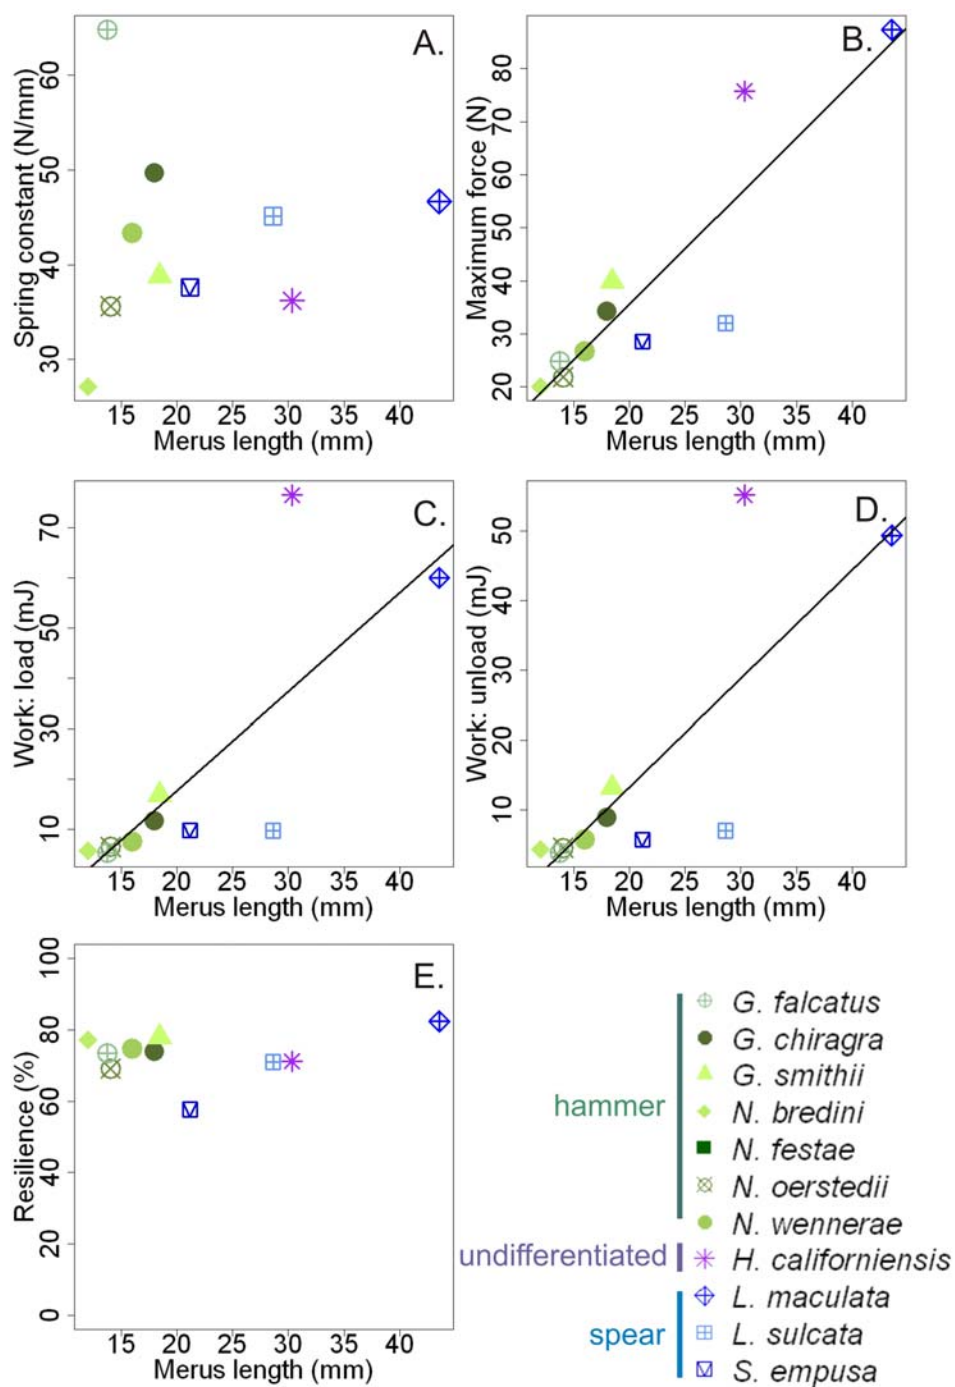 A.
Spring constant (N/mm)
60
50
40
30
15 20 25 30 35 40
Merus length (mm)
B.
Maximum force (N)
80
70
60
50
40
30
20
15 20 25 30 35 40
Merus length (mm)
C.
Work: load (mJ)
70
50
30
10
15 20 25 30 35 40
Merus length (mm)
D.
Work: unload (mJ)
50
40
30
20
10
15 20 25 30 35 40
Merus length (mm)
E.
Resilience (%)
100
80
60
40
20
0
15 20 25 30 35 40
Merus length (mm)
hammer
G. falcatus
G. chiragra
G. smithii
N. bredini
N. festae
N. oerstedii
N. wennerae
undifferentiated
H. californiensis
spear
L. maculata
L. sulcata
S. empusa